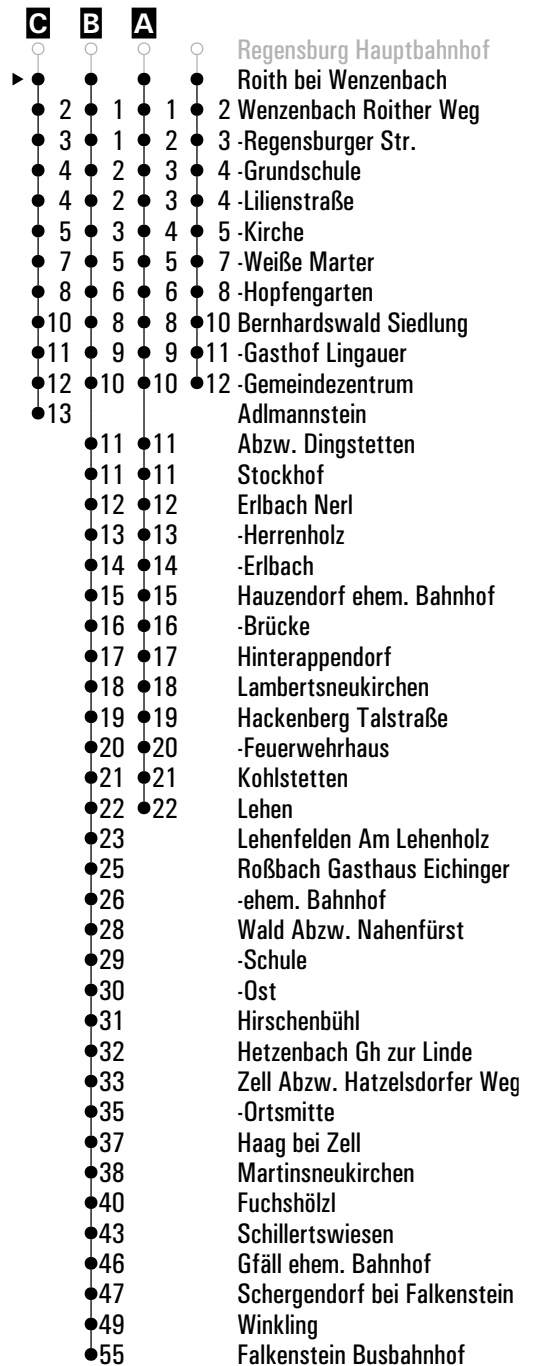 C B A
Regensburg Hauptbahnhof
Roith bei Wenzenbach
2 1 1 2 Wenzenbach Roither Weg
3 1 2 3 -Regensburger Str.
4 2 3 4 -Grundschule
4 2 3 4 -Lilienstraße
5 3 4 5 -Kirche
7 5 5 7 -Weiße Marter
8 6 6 8 -Hopfengarten
10 8 8 10 Bernhardswald Siedlung
11 9 9 11 -Gasthof Lingauer
12 10 10 12 -Gemeindezentrum
13 Adlmannstein
11 11 Abzw. Dingstetten
11 11 Stockhof
12 12 Erlbach Nerl
13 13 -Herrenholz
14 14 -Erlbach
15 15 Hauzendorf ehem. Bahnhof
16 16 -Brücke
17 17 Hinterappendorf
18 18 Lambertsneukirchen
19 19 Hackenberg Talstraße
20 20 -Feuerwehrhaus
21 21 Kohlstetten
22 22 Lehen
23 Lehenfelden Am Lehenholz
25 Roßbach Gasthaus Eichinger
26 -ehem. Bahnhof
28 Wald Abzw. Nahenfürst
29 -Schule
30 -Ost
31 Hirschenbühl
32 Hetzenbach Gh zur Linde
33 Zell Abzw. Hatzelsdorfer Weg
35 -Ortsmitte
37 Haag bei Zell
38 Martinsneukirchen
40 Fuchshölzl
43 Schillertswiesen
46 Gfäll ehem. Bahnhof
47 Schergendorf bei Falkenstein
49 Winkling
55 Falkenstein Busbahnhof